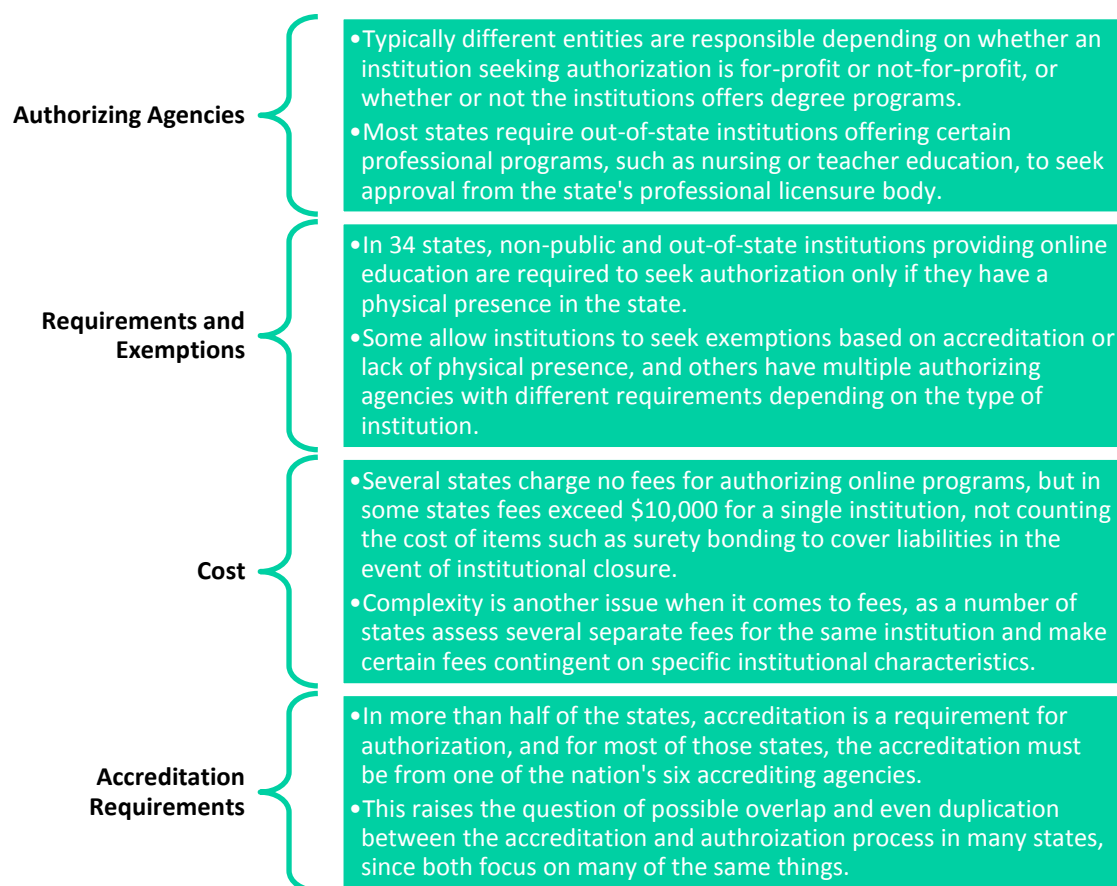 Authorizing Agencies
•Typically different entities are responsible depending on whether an
institution seeking authorization is for-profit or not-for-profit, or
whether or not the institutions offers degree programs.
•Most states require out-of-state institutions offering certain
professional programs, such as nursing or teacher education, to seek
approval from the state's professional licensure body.
Requirements and
Exemptions
•In 34 states, non-public and out-of-state institutions providing online
education are required to seek authorization only if they have a
physical presence in the state.
•Some allow institutions to seek exemptions based on accreditation or
lack of physical presence, and others have multiple authorizing
agencies with different requirements depending on the type of
institution.
Cost
•Several states charge no fees for authorizing online programs, but in
some states fees exceed $10,000 for a single institution, not counting
the cost of items such as surety bonding to cover liabilities in the
event of institutional closure.
•Complexity is another issue when it comes to fees, as a number of
states assess several separate fees for the same institution and make
certain fees contingent on specific institutional characteristics.
Accreditation
Requirements
•In more than half of the states, accreditation is a requirement for
authorization, and for most of those states, the accreditation must
be from one of the nation's six accrediting agencies.
•This raises the question of possible overlap and even duplication
between the accreditation and authroization process in many states,
since both focus on many of the same things.